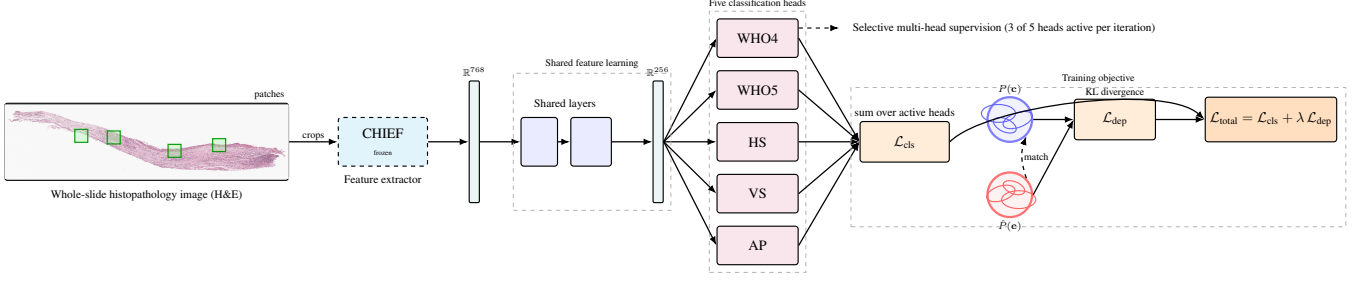 patches
Whole-slide histopathology image (H&E)
crops
CHIEF
frozen
Feature extractor
ℝ^768
Shared feature learning
Shared layers
ℝ^256
Five classification heads
WHO4
WHO5
HS
VS
AP
Selective multi-head supervision (3 of 5 heads active per iteration)
Training objective
sum over active heads
ℒ_cls
P(𝐜)
match
P̂(𝐜)
KL divergence
ℒ_dep
ℒ_total = ℒ_cls + λ ℒ_dep